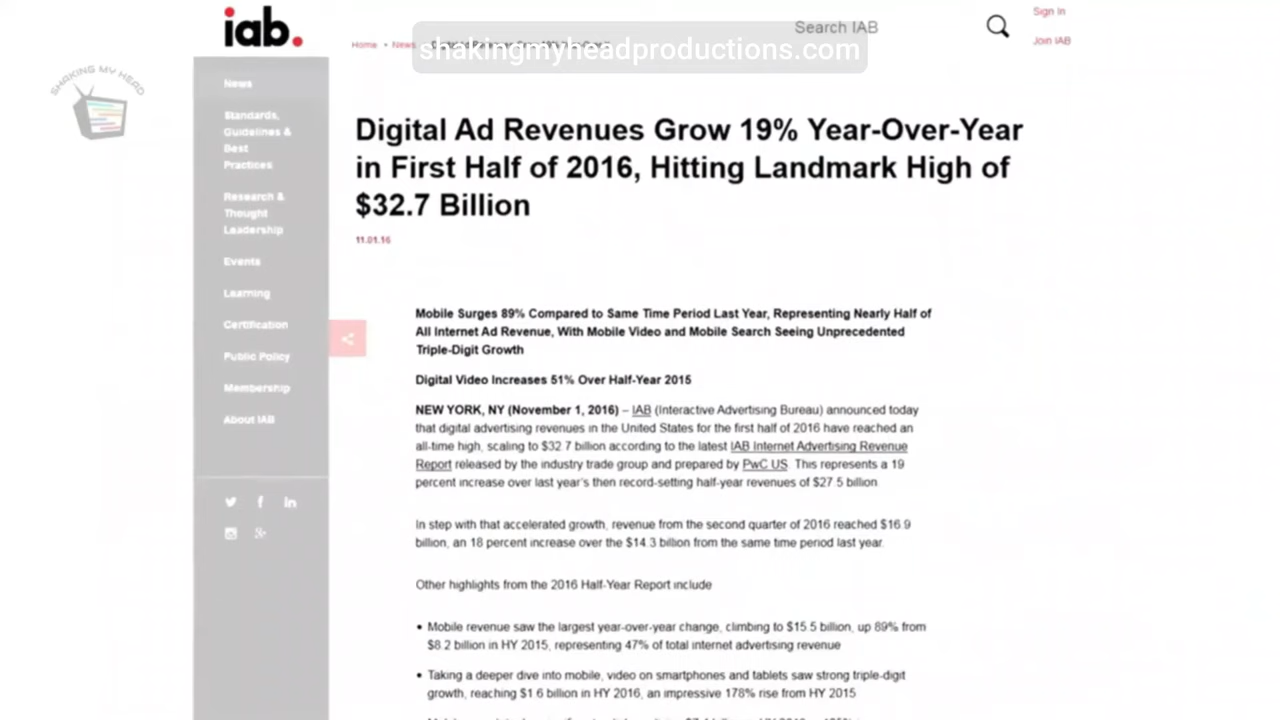 iab.
Search IAB
Sign In
Join IAB
Home • News
shakingmyheadproductions.com
SHAKING MY HEAD
News
Standards,
Guidelines &
Best
Practices
Research &
Thought
Leadership
Events
Learning
Certification
Public Policy
Membership
About IAB
Digital Ad Revenues Grow 19% Year-Over-Year
in First Half of 2016, Hitting Landmark High of
$32.7 Billion
11.01.16
Mobile Surges 89% Compared to Same Time Period Last Year, Representing Nearly Half of
All Internet Ad Revenue, With Mobile Video and Mobile Search Seeing Unprecedented
Triple-Digit Growth
Digital Video Increases 51% Over Half-Year 2015
NEW YORK, NY (November 1, 2016) – IAB (Interactive Advertising Bureau) announced today
that digital advertising revenues in the United States for the first half of 2016 have reached an
all-time high, scaling to $32.7 billion according to the latest IAB Internet Advertising Revenue
Report released by the industry trade group and prepared by PwC US. This represents a 19
percent increase over last year's then record-setting half-year revenues of $27.5 billion.
In step with that accelerated growth, revenue from the second quarter of 2016 reached $16.9
billion, an 18 percent increase over the $14.3 billion from the same time period last year.
Other highlights from the 2016 Half-Year Report include
• Mobile revenue saw the largest year-over-year change, climbing to $15.5 billion, up 89% from
$8.2 billion in HY 2015, representing 47% of total internet advertising revenue
• Taking a deeper dive into mobile, video on smartphones and tablets saw strong triple-digit
growth, reaching $1.6 billion in HY 2016, an impressive 178% rise from HY 2015